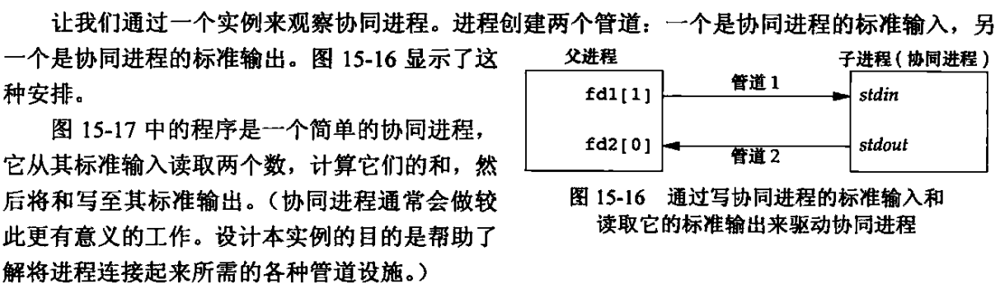 让我们通过一个实例来观察协同进程。进程创建两个管道：一个是协同进程的标准输入，另
一个是协同进程的标准输出。图 15-16 显示了这
种安排。
图 15-17 中的程序是一个简单的协同进程，
它从其标准输入读取两个数，计算它们的和，然
后将和写至其标准输出。（协同进程通常会做较
此更有意义的工作。设计本实例的目的是帮助了
解将进程连接起来所需的各种管道设施。）
父进程 子进程（协同进程）
fd1[1] 管道 1 stdin
fd2[0] 管道 2 stdout
图 15-16 通过写协同进程的标准输入和
读取它的标准输出来驱动协同进程